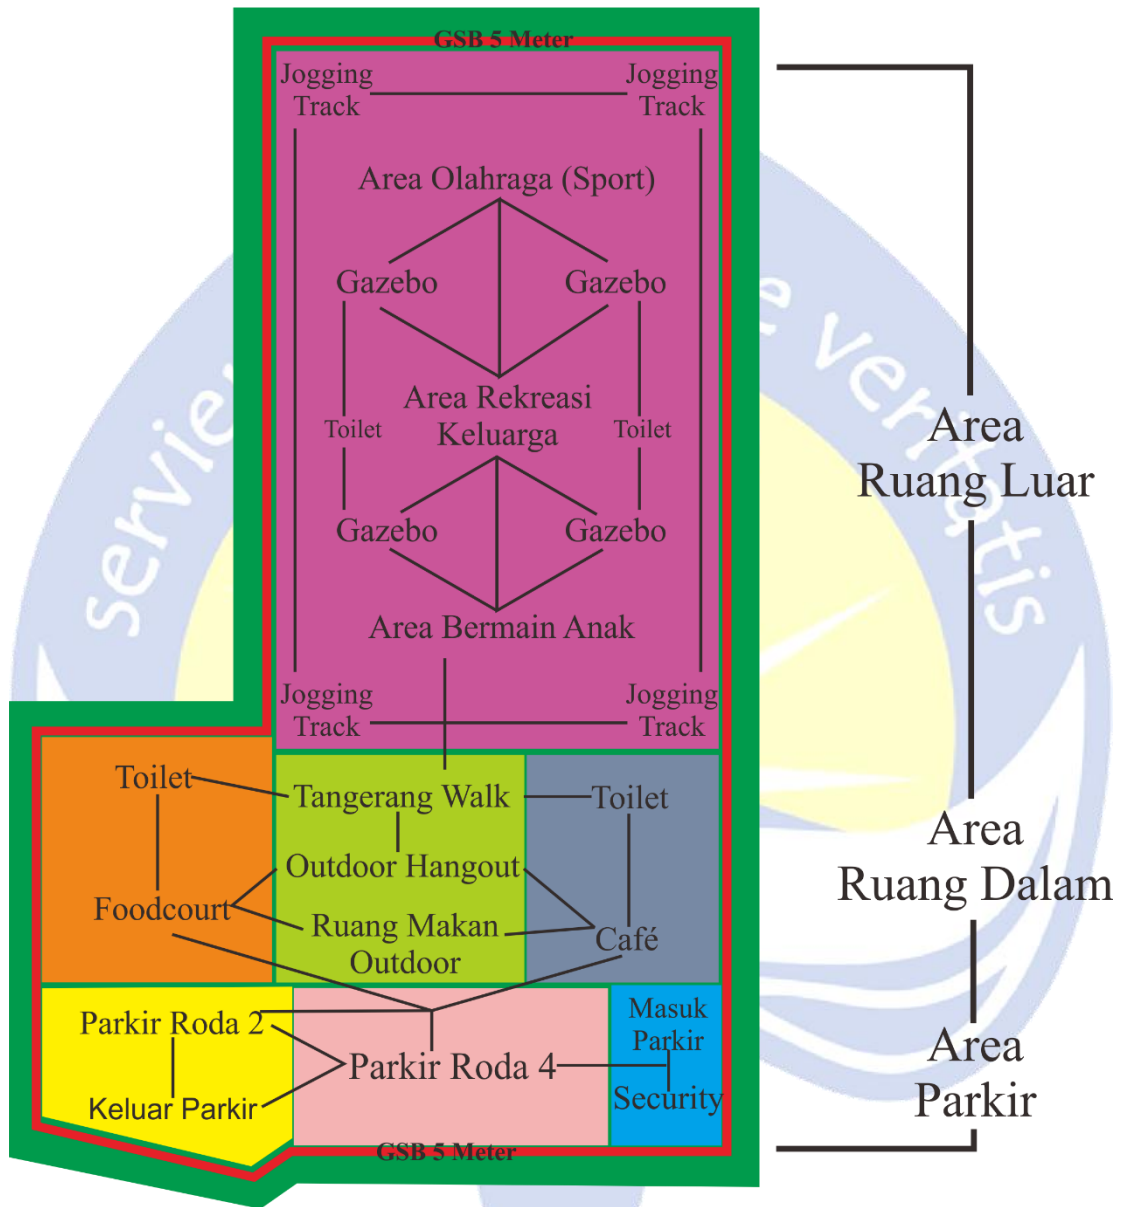 GSB 5 Meter
Jogging
Track
Jogging
Track
Area Olahraga (Sport)
Gazebo
Gazebo
Area Rekreasi
Keluarga
Toilet
Toilet
Gazebo
Gazebo
Area Bermain Anak
Jogging
Track
Jogging
Track
Toilet
Tangerang Walk
Toilet
Outdoor Hangout
Foodcourt
Ruang Makan
Outdoor
Café
Parkir Roda 2
Keluar Parkir
Parkir Roda 4
Masuk
Parkir
Security
GSB 5 Meter
Area
Ruang Luar
Area
Ruang Dalam
Area
Parkir
veritatis